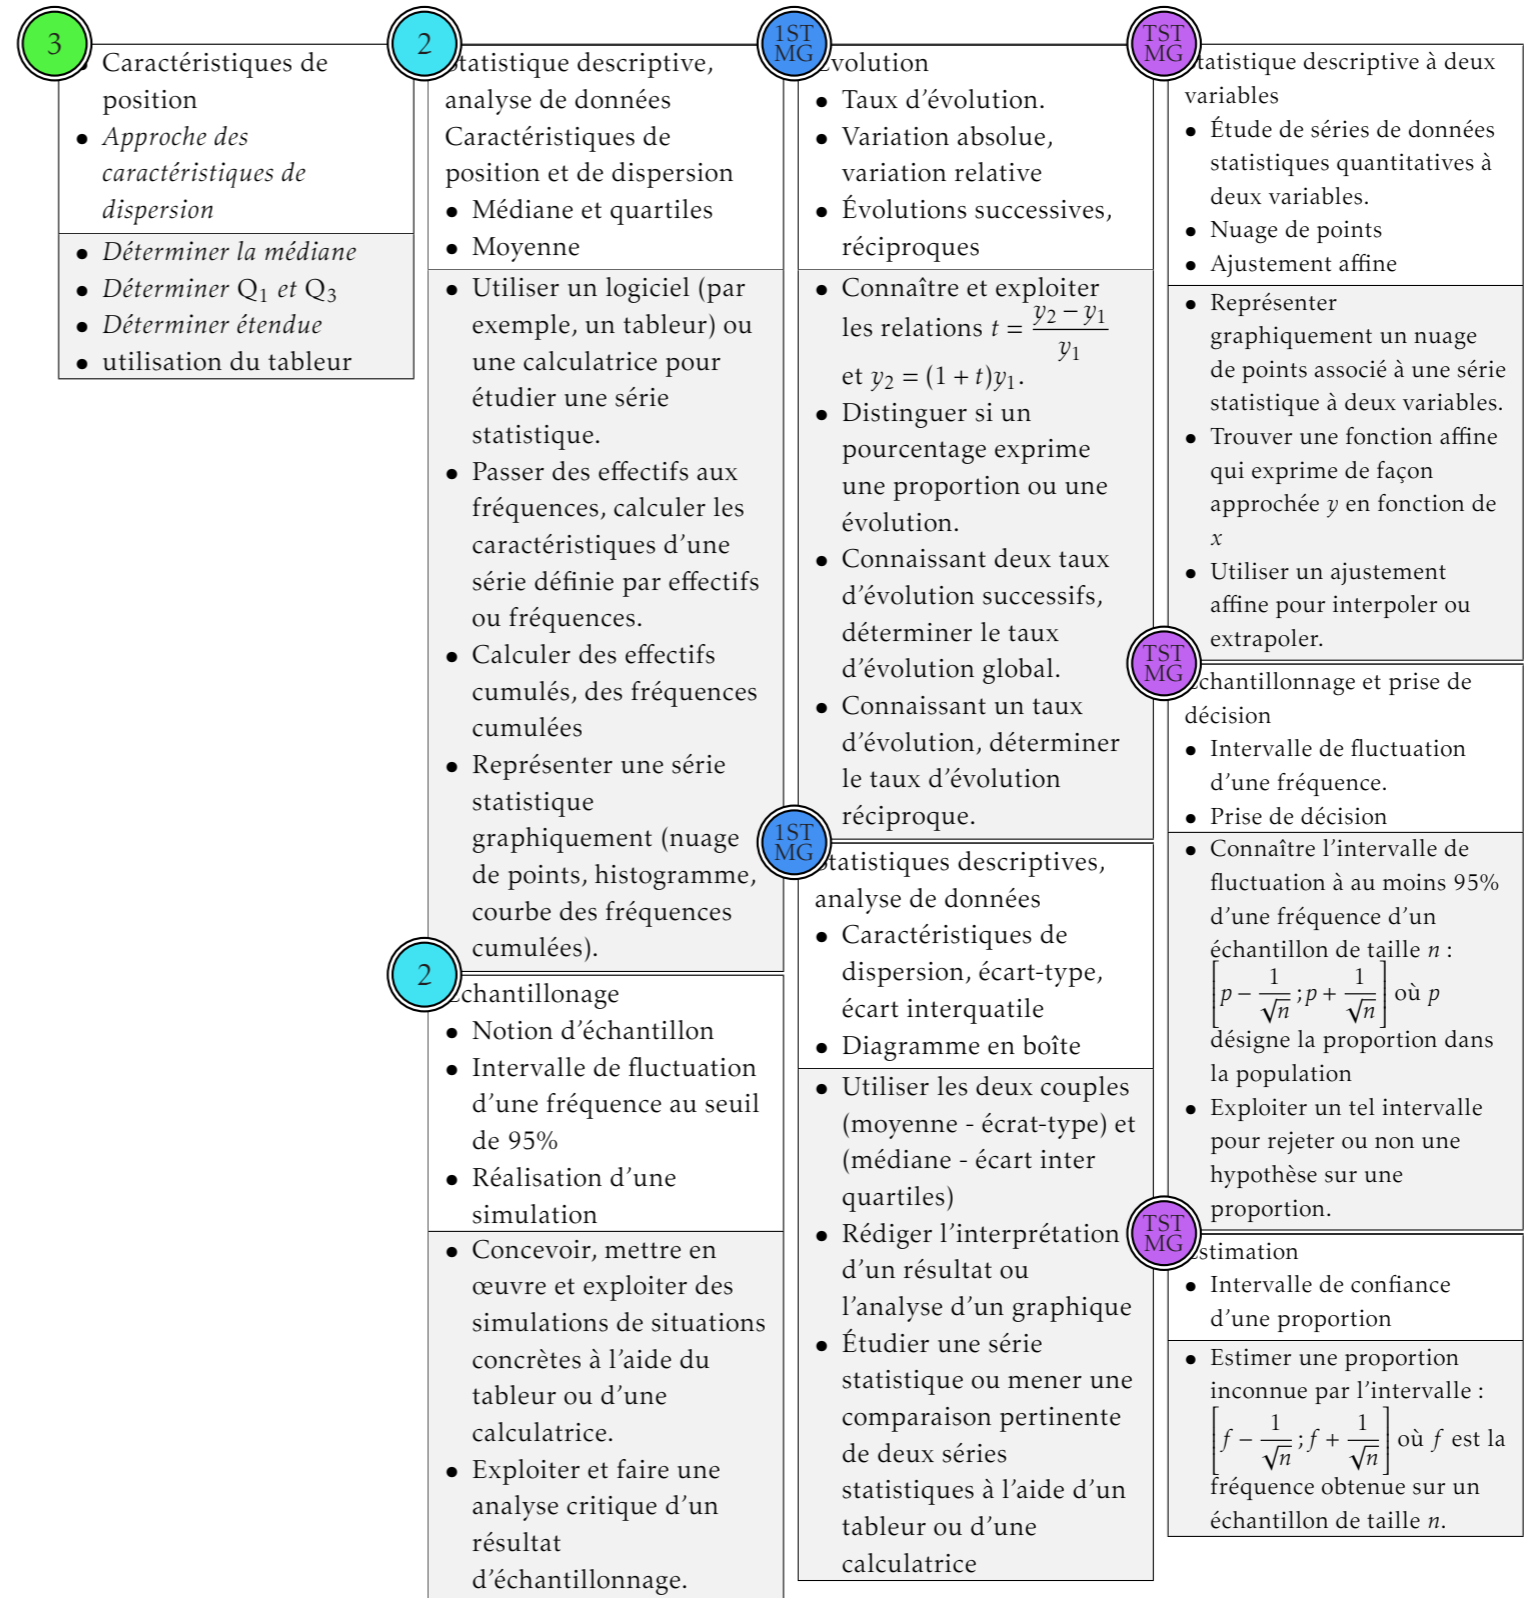 3
• Caractéristiques de
position
• Approche des
caractéristiques de
dispersion
• Déterminer la médiane
• Déterminer Q₁ et Q₃
• Déterminer étendue
• utilisation du tableur
2
Statistique descriptive,
analyse de données
Caractéristiques de
position et de dispersion
• Médiane et quartiles
• Moyenne
• Utiliser un logiciel (par
exemple, un tableur) ou
une calculatrice pour
étudier une série
statistique.
• Passer des effectifs aux
fréquences, calculer les
caractéristiques d'une
série définie par effectifs
ou fréquences.
• Calculer des effectifs
cumulés, des fréquences
cumulées
• Représenter une série
statistique
graphiquement (nuage
de points, histogramme,
courbe des fréquences
cumulées).
2
Échantillonage
• Notion d'échantillon
• Intervalle de fluctuation
d'une fréquence au seuil
de 95%
• Réalisation d'une
simulation
• Concevoir, mettre en
œuvre et exploiter des
simulations de situations
concrètes à l'aide du
tableur ou d'une
calculatrice.
• Exploiter et faire une
analyse critique d'un
résultat
d'échantillonnage.
1ST
MG
Évolution
• Taux d'évolution.
• Variation absolue,
variation relative
• Évolutions successives,
réciproques
• Connaître et exploiter
les relations t = (y₂ − y₁)/y₁
et y₂ = (1 + t)y₁.
• Distinguer si un
pourcentage exprime
une proportion ou une
évolution.
• Connaissant deux taux
d'évolution successifs,
déterminer le taux
d'évolution global.
• Connaissant un taux
d'évolution, déterminer
le taux d'évolution
réciproque.
1ST
MG
Statistiques descriptives,
analyse de données
• Caractéristiques de
dispersion, écart-type,
écart interquatile
• Diagramme en boîte
• Utiliser les deux couples
(moyenne - écrat-type) et
(médiane - écart inter
quartiles)
• Rédiger l'interprétation
d'un résultat ou
l'analyse d'un graphique
• Étudier une série
statistique ou mener une
comparaison pertinente
de deux séries
statistiques à l'aide d'un
tableur ou d'une
calculatrice
TST
MG
Statistique descriptive à deux
variables
• Étude de séries de données
statistiques quantitatives à
deux variables.
• Nuage de points
• Ajustement affine
• Représenter
graphiquement un nuage
de points associé à une série
statistique à deux variables.
• Trouver une fonction affine
qui exprime de façon
approchée y en fonction de
x
• Utiliser un ajustement
affine pour interpoler ou
extrapoler.
TST
MG
Échantillonnage et prise de
décision
• Intervalle de fluctuation
d'une fréquence.
• Prise de décision
• Connaître l'intervalle de
fluctuation à au moins 95%
d'une fréquence d'un
échantillon de taille n :
[p − 1/√n ; p + 1/√n] où p
désigne la proportion dans
la population
• Exploiter un tel intervalle
pour rejeter ou non une
hypothèse sur une
proportion.
TST
MG
Estimation
• Intervalle de confiance
d'une proportion
• Estimer une proportion
inconnue par l'intervalle :
[f − 1/√n ; f + 1/√n] où f est la
fréquence obtenue sur un
échantillon de taille n.